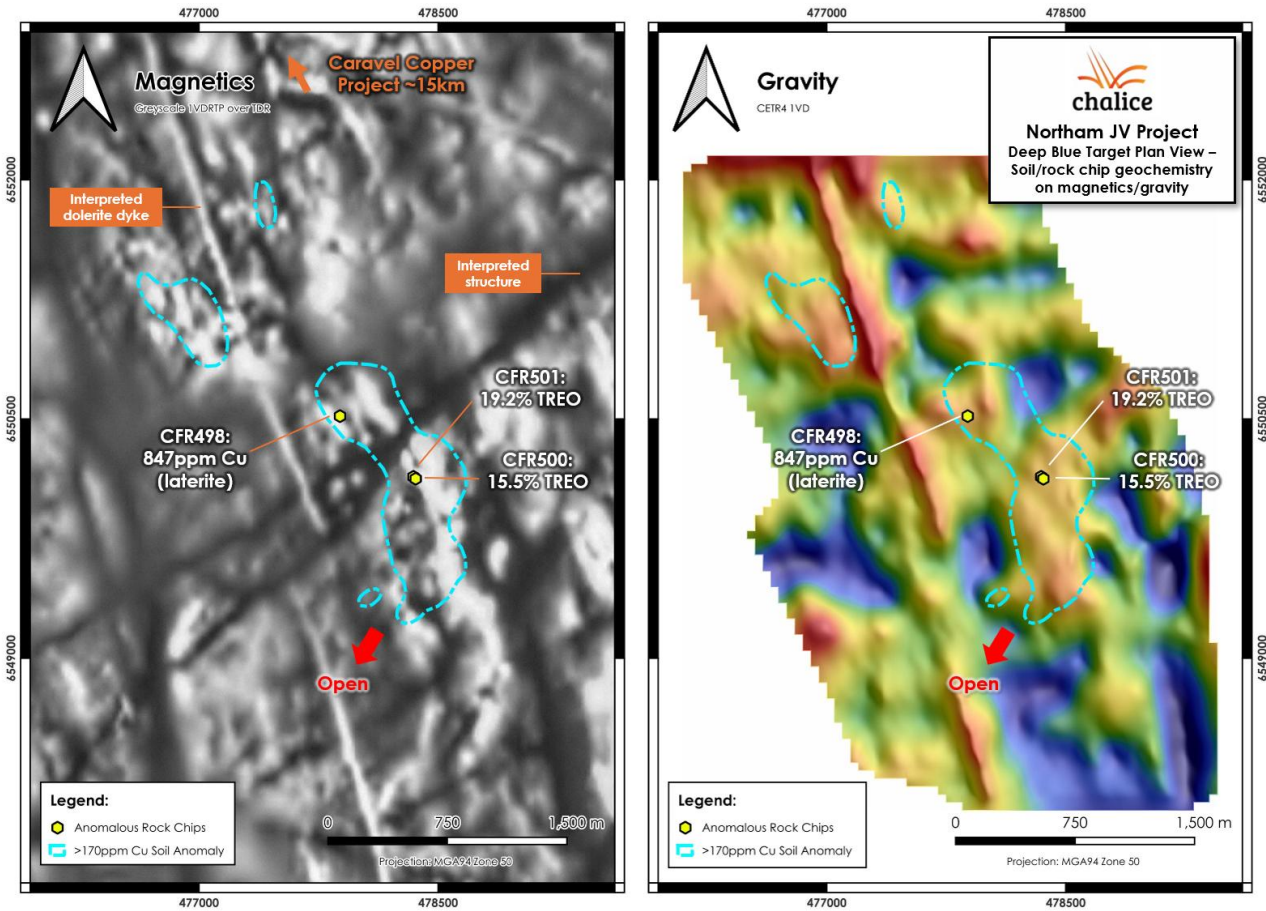 477000
478500
477000
478500
Magnetics
Greyscale 1VDRTP over TDR
Caravel Copper
Project ~15km
Gravity
CETR4 1VD
chalice
Northam JV Project
Deep Blue Target Plan View –
Soil/rock chip geochemistry
on magnetics/gravity
6552000
6552000
Interpreted
dolerite dyke
Interpreted
structure
CFR501:
19.2% TREO
CFR498:
847ppm Cu
(laterite)
CFR500:
15.5% TREO
CFR501:
19.2% TREO
CFR498:
847ppm Cu
(laterite)
CFR500:
15.5% TREO
6550500
6550500
6549000
6549000
Open
Open
Legend:
Anomalous Rock Chips
>170ppm Cu Soil Anomaly
0 750 1,500 m
Projection: MGA94 Zone 50
Legend:
Anomalous Rock Chips
>170ppm Cu Soil Anomaly
0 750 1,500 m
Projection: MGA94 Zone 50
477000
478500
477000
478500